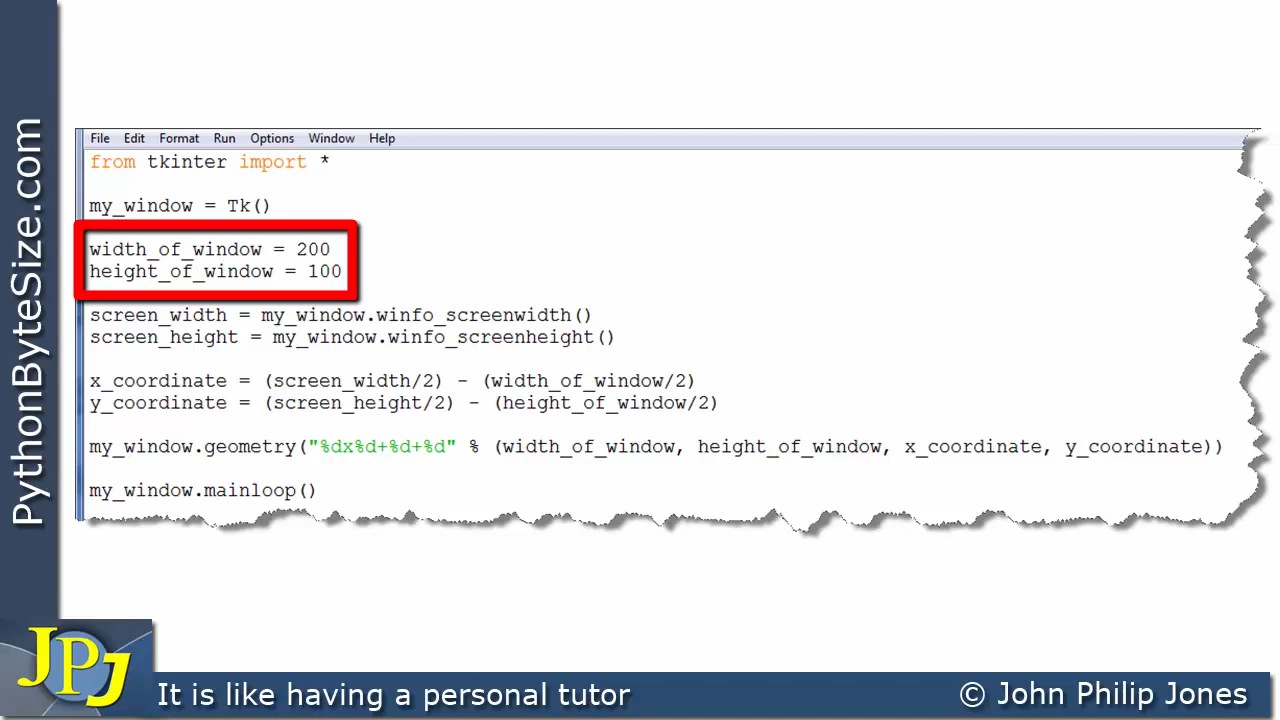 PythonByteSize.com
File Edit Format Run Options Window Help
from tkinter import *
my_window = Tk()
width_of_window = 200
height_of_window = 100
screen_width = my_window.winfo_screenwidth()
screen_height = my_window.winfo_screenheight()
x_coordinate = (screen_width/2) - (width_of_window/2)
y_coordinate = (screen_height/2) - (height_of_window/2)
my_window.geometry("%dx%d+%d+%d" % (width_of_window, height_of_window, x_coordinate, y_coordinate))
my_window.mainloop()
JPJ
It is like having a personal tutor
© John Philip Jones